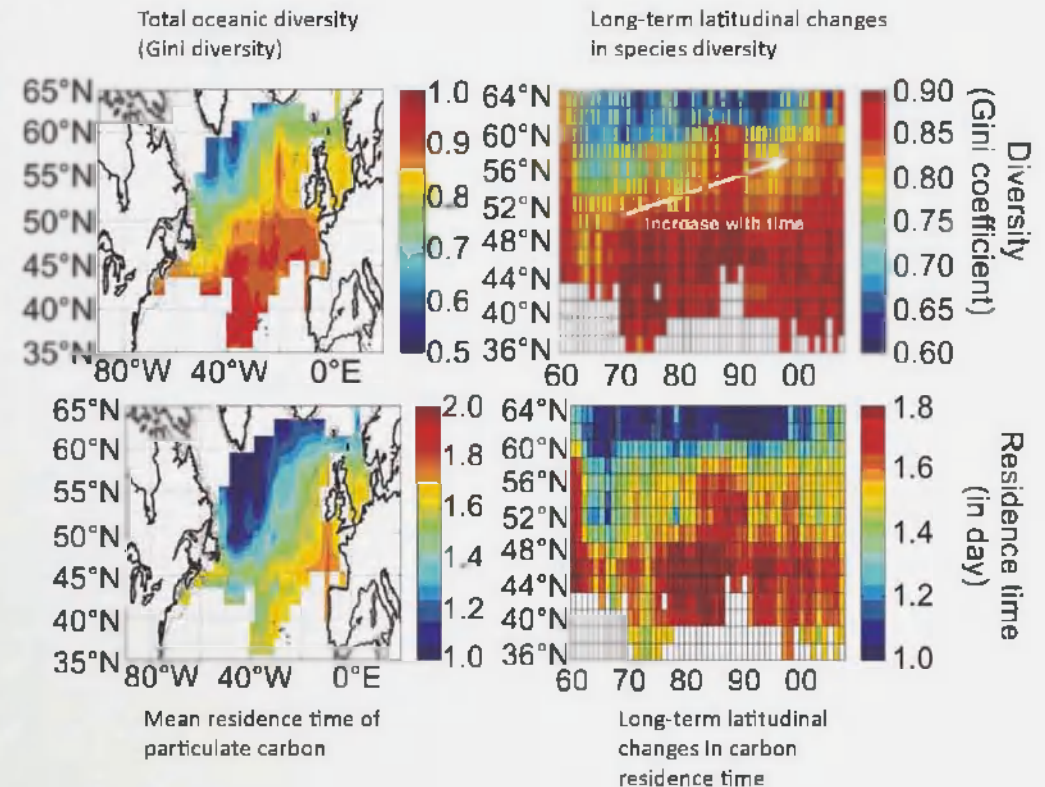 Total oceanic diversity
(Gini diversity)
Long-term latitudinal changes
in species diversity
65°N
60°N
55°N
50°N
45°N
40°N
35°N
80°W 40°W 0°E
1.0
0.9
0.8
0.7
0.6
0.5
64°N
60°N
56°N
52°N
48°N
44°N
40°N
36°N
60 70 80 90 00
increase with time
0.90
0.85
0.80
0.75
0.70
0.65
0.60
Diversity
(Gini coefficient)
65°N
60°N
55°N
50°N
45°N
40°N
35°N
80°W 40°W 0°E
2.0
1.8
1.6
1.4
1.2
1.0
64°N
60°N
56°N
52°N
48°N
44°N
40°N
36°N
60 70 80 90 00
1.8
1.6
1.4
1.2
1.0
Residence time
(in day)
Mean residence time of
particulate carbon
Long-term latitudinal
changes in carbon
residence time